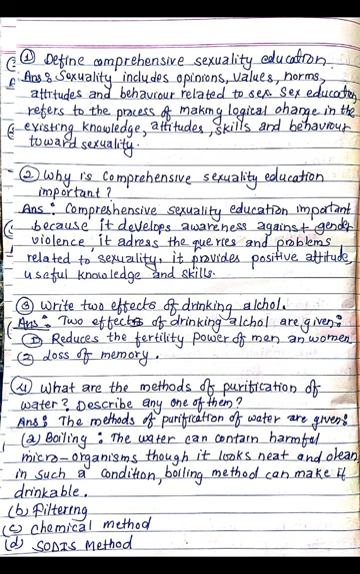 ① Define comprehensive sexuality education.
Ans: Sexuality includes opinions, values, norms,
attitudes and behaviour related to sex. Sex education
refers to the process of making logical change in the
existing knowledge, attitudes, skills and behaviour
toward sexuality.
② Why is comprehensive sexuality education
important?
Ans: Compreshensive sexuality education important
because it develops awareness against gender
violence, it adress the queries and problems
related to sexuality, it provides positive attitude,
useful knowledge and skills.
③ Write two effects of drinking alchol.
Ans: Two effects of drinking alchol are given:
① Reduces the fertility power of men an women
② Loss of memory.
④ What are the methods of purification of
water? Describe any one of them?
Ans: The methods of purification of water are given:
(a) Boiling: The water can contain harmful
micro-organisms though it looks neat and clean,
in such a condition, boiling method can make it
drinkable.
(b) Filtering
(c) Chemical method
(d) SODIS Method